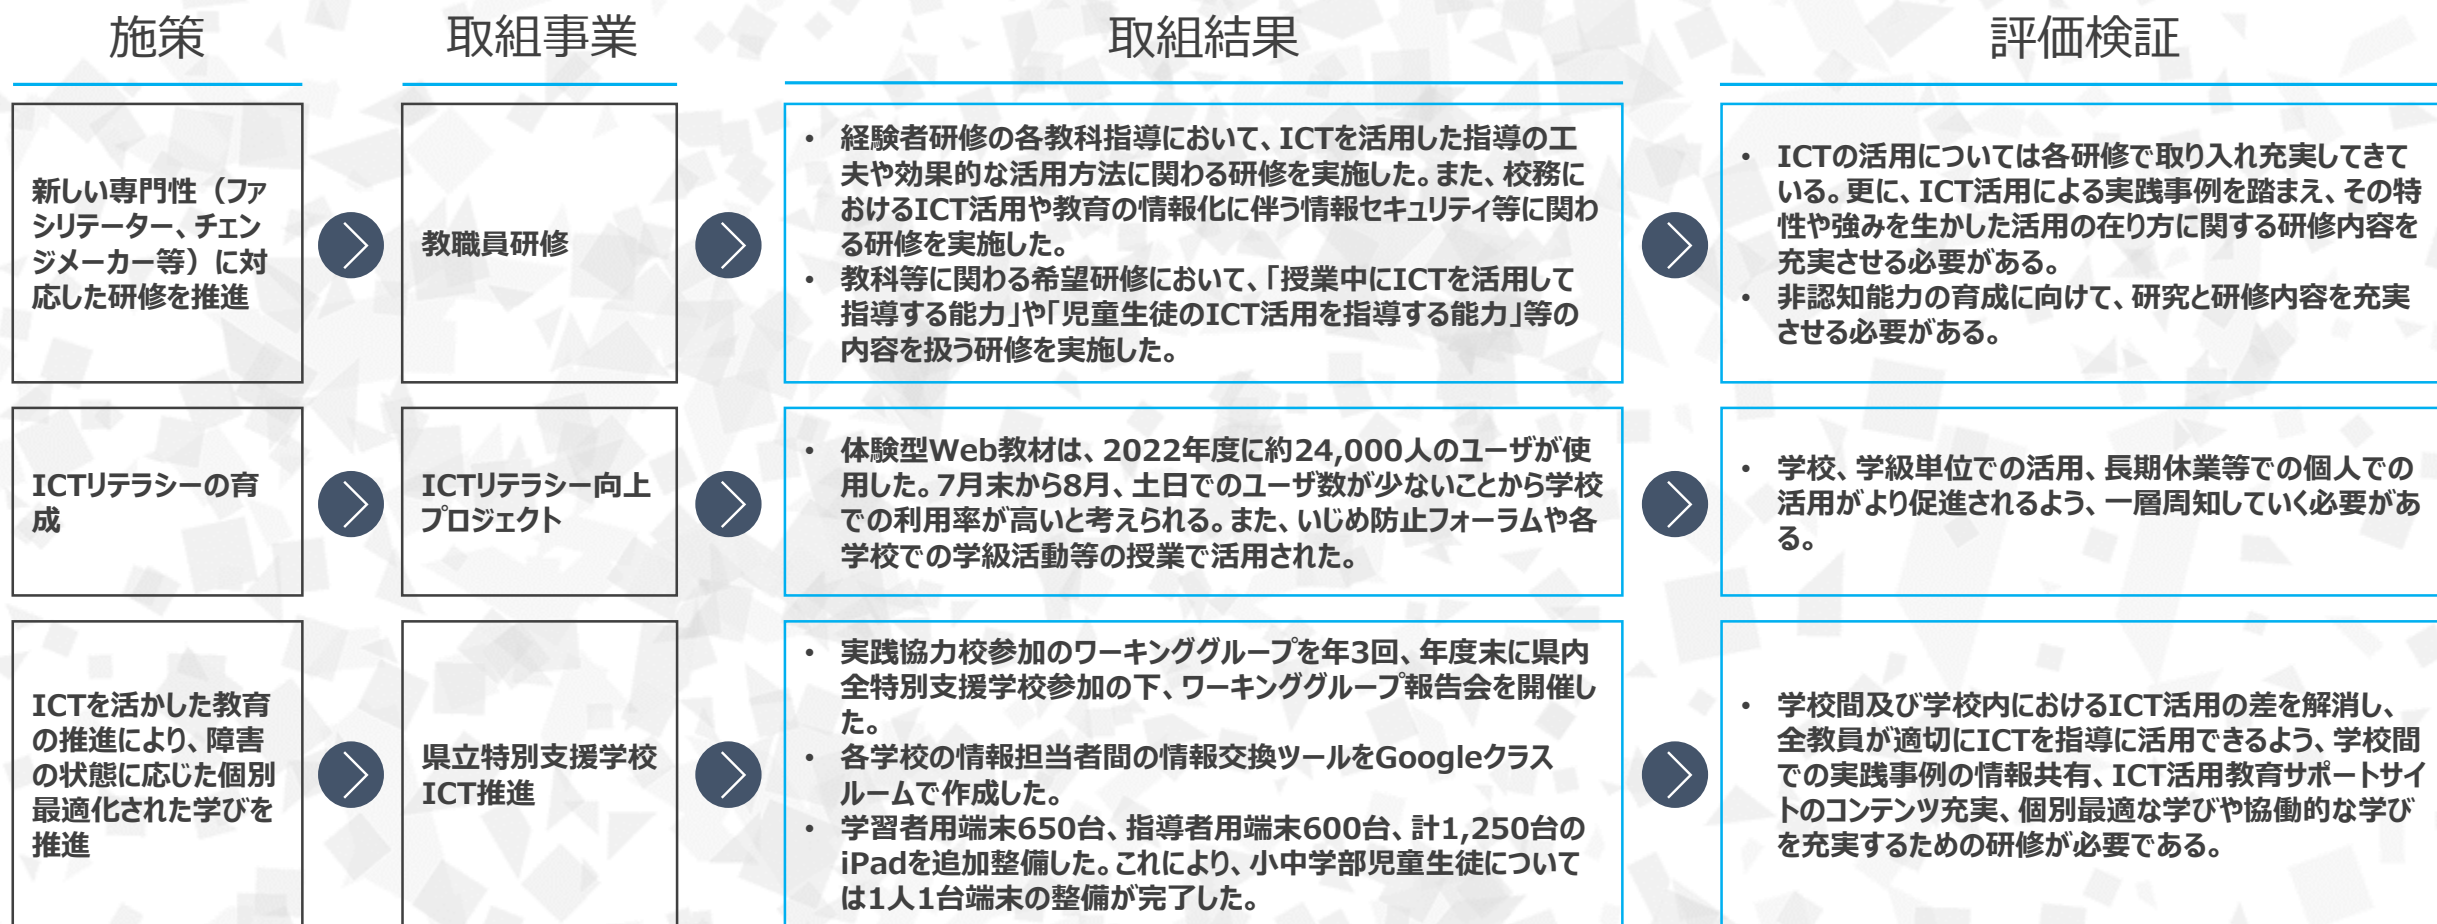 施策
取組事業
取組結果
評価検証
新しい専門性（ファ
シリテーター、チェン
ジメーカー等）に対
応した研修を推進
教職員研修
• 経験者研修の各教科指導において、ICTを活用した指導の工
夫や効果的な活用方法に関わる研修を実施した。また、校務に
おけるICT活用や教育の情報化に伴う情報セキュリティ等に関わ
る研修を実施した。
• 教科等に関わる希望研修において、「授業中にICTを活用して
指導する能力」や「児童生徒のICT活用を指導する能力」等の
内容を扱う研修を実施した。
• ICTの活用については各研修で取り入れ充実してきて
いる。更に、ICT活用による実践事例を踏まえ、その特
性や強みを生かした活用の在り方に関する研修内容を
充実させる必要がある。
• 非認知能力の育成に向けて、研究と研修内容を充実
させる必要がある。
ICTリテラシーの育
成
ICTリテラシー向上
プロジェクト
• 体験型Web教材は、2022年度に約24,000人のユーザが使
用した。7月末から8月、土日でのユーザ数が少ないことから学校
での利用率が高いと考えられる。また、いじめ防止フォーラムや各
学校での学級活動等の授業で活用された。
• 学校、学級単位での活用、長期休業等での個人での
活用がより促進されるよう、一層周知していく必要があ
る。
ICTを活かした教育
の推進により、障害
の状態に応じた個別
最適化された学びを
推進
県立特別支援学校
ICT推進
• 実践協力校参加のワーキンググループを年3回、年度末に県内
全特別支援学校参加の下、ワーキンググループ報告会を開催し
た。
• 各学校の情報担当者間の情報交換ツールをGoogleクラス
ルームで作成した。
• 学習者用端末650台、指導者用端末600台、計1,250台の
iPadを追加整備した。これにより、小中学部児童生徒について
は1人1台端末の整備が完了した。
• 学校間及び学校内におけるICT活用の差を解消し、
全教員が適切にICTを指導に活用できるよう、学校間
での実践事例の情報共有、ICT活用教育サポートサイ
トのコンテンツ充実、個別最適な学びや協働的な学び
を充実するための研修が必要である。